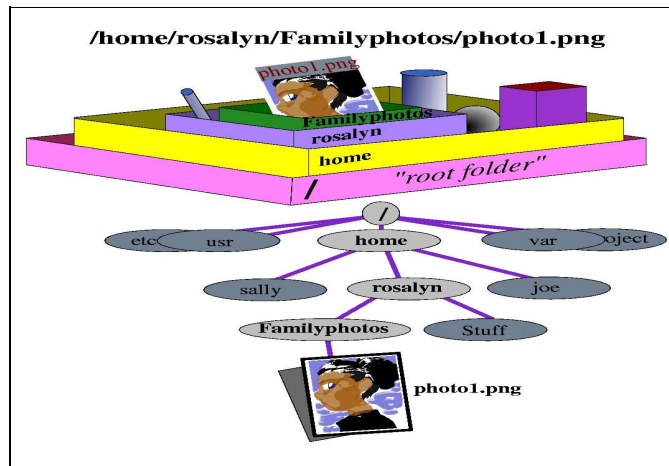 /home/rosalyn/Familyphotos/photo1.png
photo1.png
Familyphotos
rosalyn
home
/ "root folder"
/
etc usr home var oject
sally rosalyn joe
Familyphotos Stuff
photo1.png